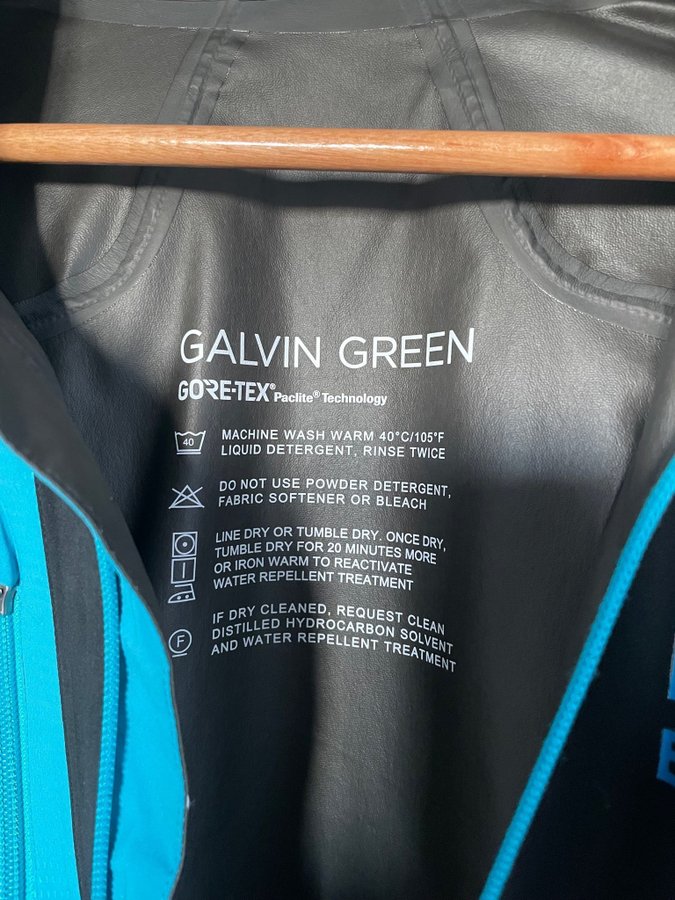 GALVIN GREEN
GORE-TEX® Paclite® Technology
40
MACHINE WASH WARM 40°C/105°F
LIQUID DETERGENT, RINSE TWICE
DO NOT USE POWDER DETERGENT,
FABRIC SOFTENER OR BLEACH
LINE DRY OR TUMBLE DRY. ONCE DRY,
TUMBLE DRY FOR 20 MINUTES MORE
OR IRON WARM TO REACTIVATE
WATER REPELLENT TREATMENT
F
IF DRY CLEANED, REQUEST CLEAN
DISTILLED HYDROCARBON SOLVENT
AND WATER REPELLENT TREATMENT